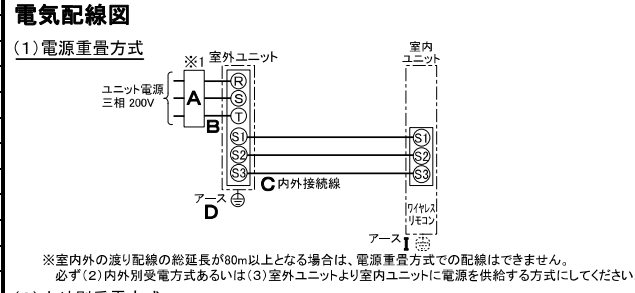 電気配線図
(1)電源重畳方式
※1
室外ユニット
室内
ユニット
ユニット電源
三相 200V
A
B
R
S
T
S1
S2
S3
S1
S2
S3
C 内外接続線
アース
D
ワイヤレス
リモコン
アース
I
※室内外の渡り配線の総延長が80m以上となる場合は、電源重畳方式での配線はできません。
必ず(2)内外別受電方式あるいは(3)室外ユニットより室内ユニットに電源を供給する方式にしてください